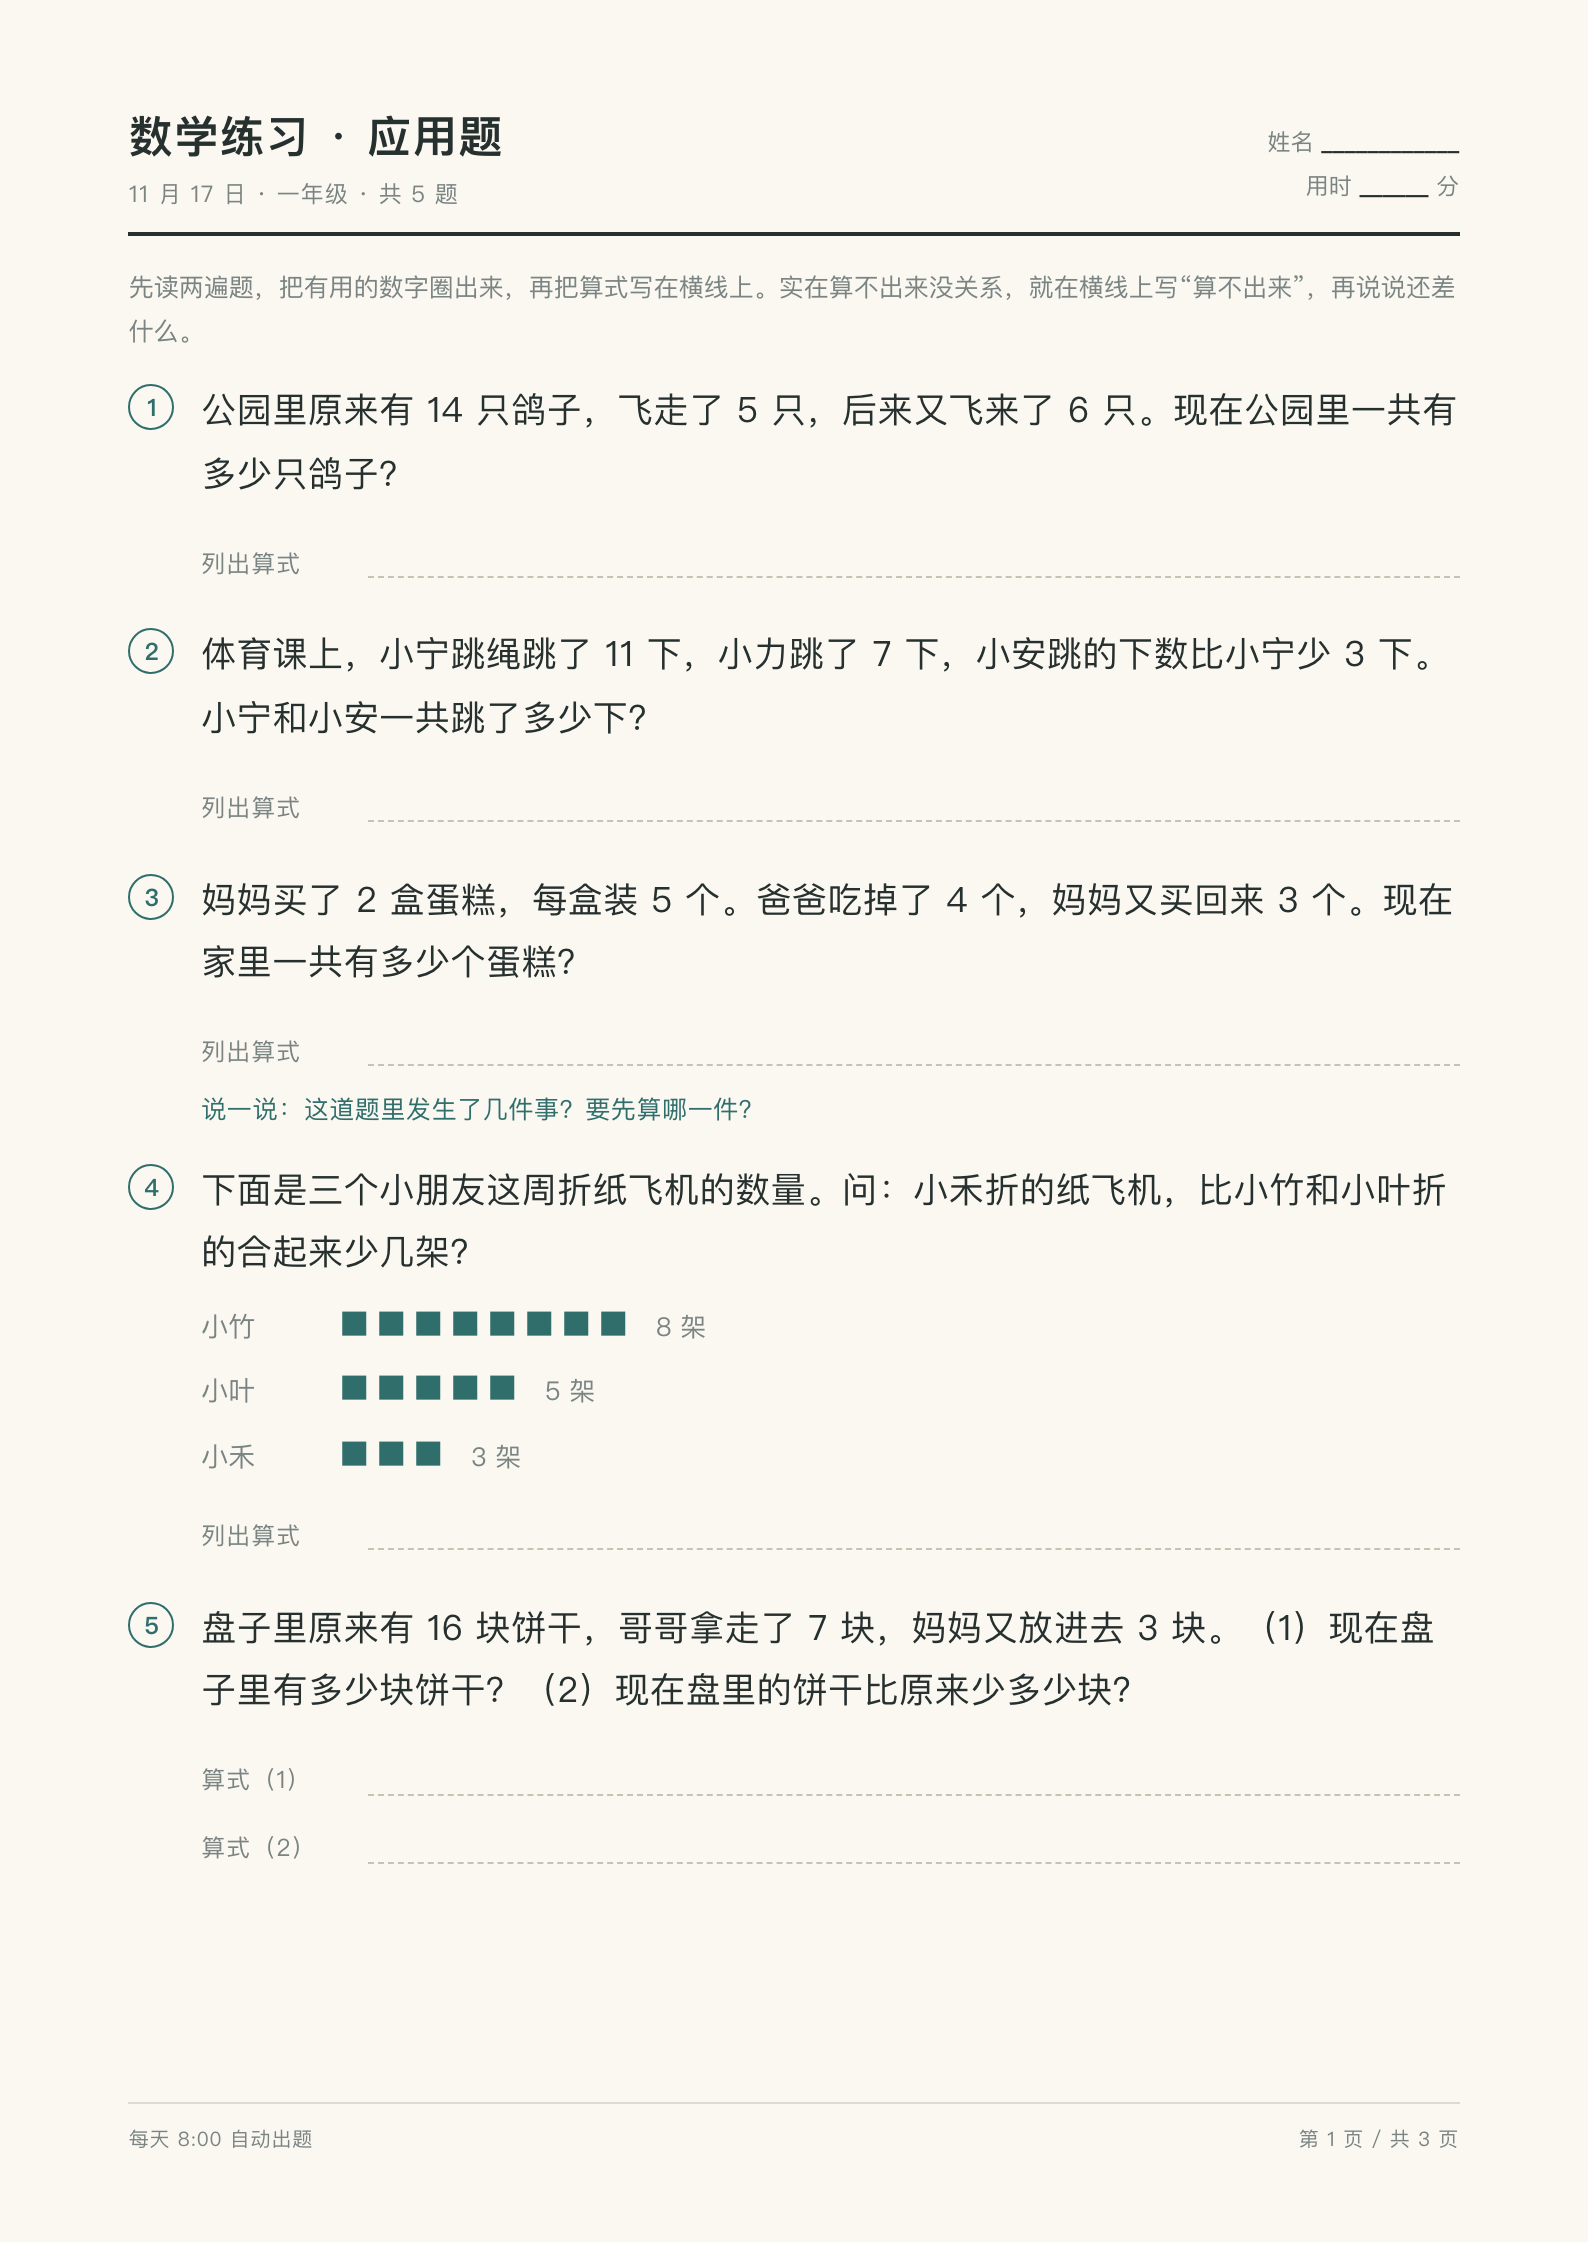 数学练习 · 应用题
姓名 ____________
11 月 17 日 · 一年级 · 共 5 题
用时 ______ 分
先读两遍题，把有用的数字圈出来，再把算式写在横线上。实在算不出来没关系，就在横线上写“算不出来”，再说说还差
什么。
1 公园里原来有 14 只鸽子，飞走了 5 只，后来又飞来了 6 只。现在公园里一共有
多少只鸽子？
列出算式
2 体育课上，小宁跳绳跳了 11 下，小力跳了 7 下，小安跳的下数比小宁少 3 下。
小宁和小安一共跳了多少下？
列出算式
3 妈妈买了 2 盒蛋糕，每盒装 5 个。爸爸吃掉了 4 个，妈妈又买回来 3 个。现在
家里一共有多少个蛋糕？
列出算式
说一说：这道题里发生了几件事？要先算哪一件？
4 下面是三个小朋友这周折纸飞机的数量。问：小禾折的纸飞机，比小竹和小叶折
的合起来少几架？
小竹 8 架
小叶 5 架
小禾 3 架
列出算式
5 盘子里原来有 16 块饼干，哥哥拿走了 7 块，妈妈又放进去 3 块。（1）现在盘
子里有多少块饼干？（2）现在盘里的饼干比原来少多少块？
算式（1）
算式（2）
每天 8:00 自动出题
第 1 页 / 共 3 页